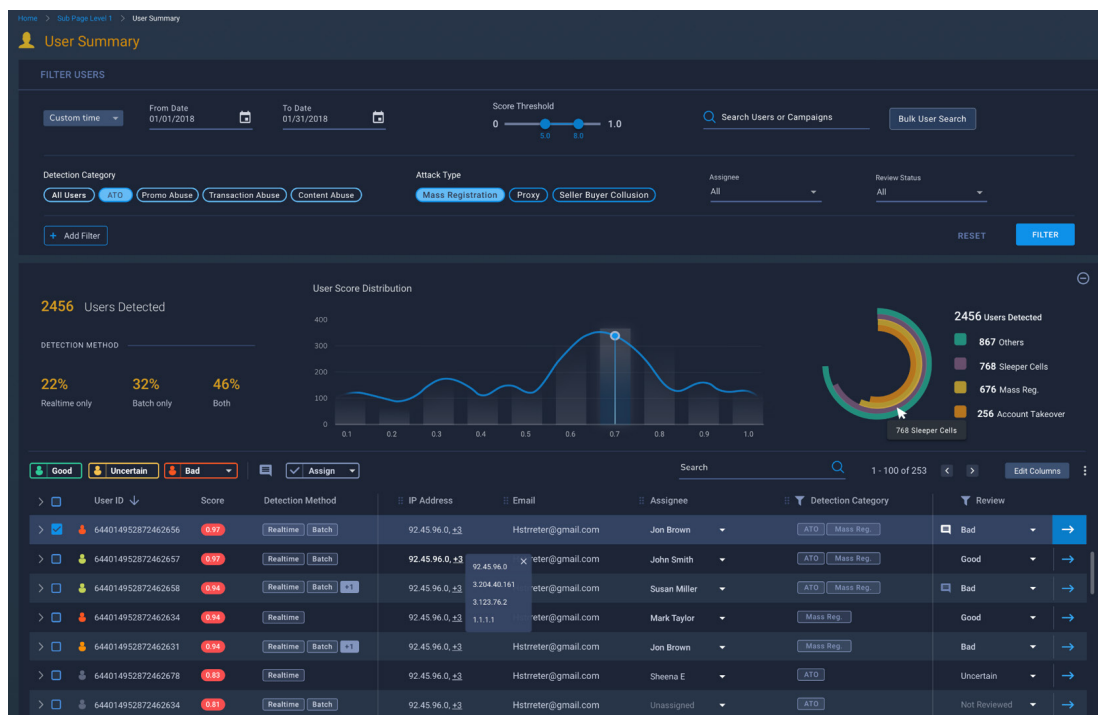 Home > Sub Page Level 1 > User Summary
User Summary
FILTER USERS
Custom time
From Date
01/01/2018
To Date
01/31/2018
Score Threshold
0
1.0
5.0
8.0
Search Users or Campaigns
Bulk User Search
Detection Category
All Users
ATO
Promo Abuse
Transaction Abuse
Content Abuse
Attack Type
Mass Registration
Proxy
Seller Buyer Collusion
Assignee
All
Review Status
All
+ Add Filter
RESET
FILTER
2456 Users Detected
DETECTION METHOD
22%
Realtime only
32%
Batch only
46%
Both
User Score Distribution
400
300
200
100
0
0.1 0.2 0.3 0.4 0.5 0.6 0.7 0.8 0.9 1.0
768 Sleeper Cells
2456 Users Detected
867 Others
768 Sleeper Cells
676 Mass Reg.
256 Account Takeover
Good
Uncertain
Bad
Assign
Search
1 - 100 of 253
Edit Columns
User ID Score Detection Method IP Address Email Assignee Detection Category Review
644014952872462656 0.97 Realtime Batch 92.45.96.0, +3 Hstrreter@gmail.com Jon Brown ATO Mass Reg. Bad
644014952872462657 0.97 Realtime Batch 92.45.96.0, +3 reter@gmail.com John Smith ATO Mass Reg. Good
644014952872462658 0.94 Realtime Batch +1 92.45.96.0, +3 reter@gmail.com Susan Miller ATO Mass Reg. Bad
644014952872462634 0.94 Realtime 92.45.96.0, +3 reter@gmail.com Mark Taylor Mass Reg. Good
644014952872462631 0.94 Realtime Batch +1 92.45.96.0, +3 Hstrreter@gmail.com Jon Brown Mass Reg. Bad
644014952872462678 0.83 Realtime 92.45.96.0, +3 Hstrreter@gmail.com Sheena E ATO Uncertain
644014952872462634 0.81 Realtime Batch 92.45.96.0, +3 Hstrreter@gmail.com Unassigned ATO Not Reviewed
92.45.96.0
3.204.40.161
3.123.76.2
1.1.1.1